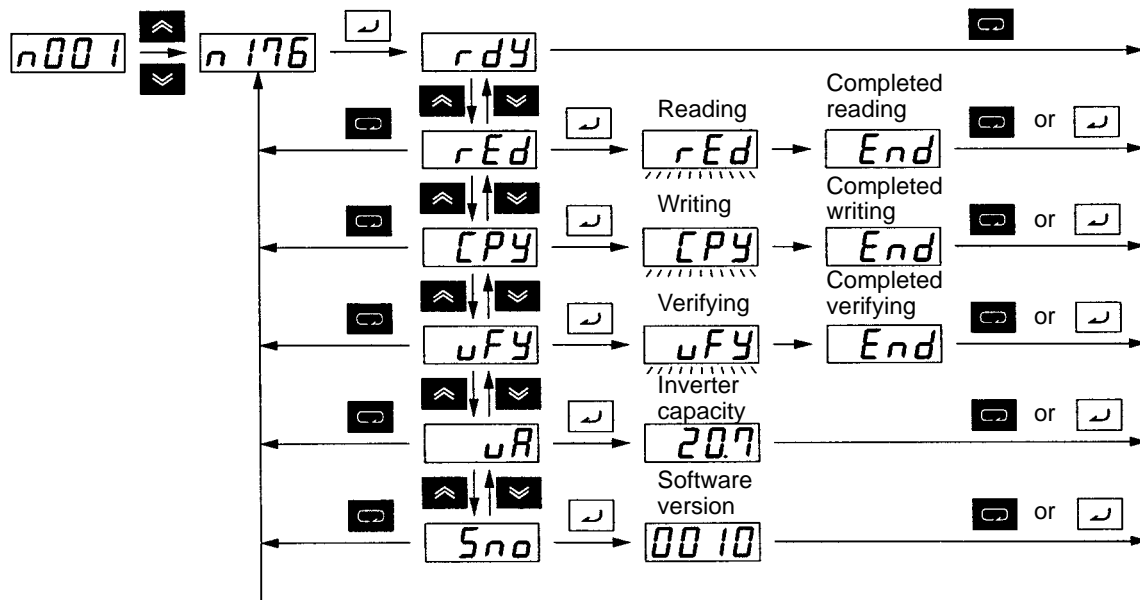 n001
n176
rdy
Reading
Completed
reading
or
rEd
rEd
End
Writing
Completed
writing
or
CPY
CPY
End
Verifying
Completed
verifying
or
uFY
uFY
End
Inverter
capacity
or
uA
20.7
Software
version
or
Sno
0010